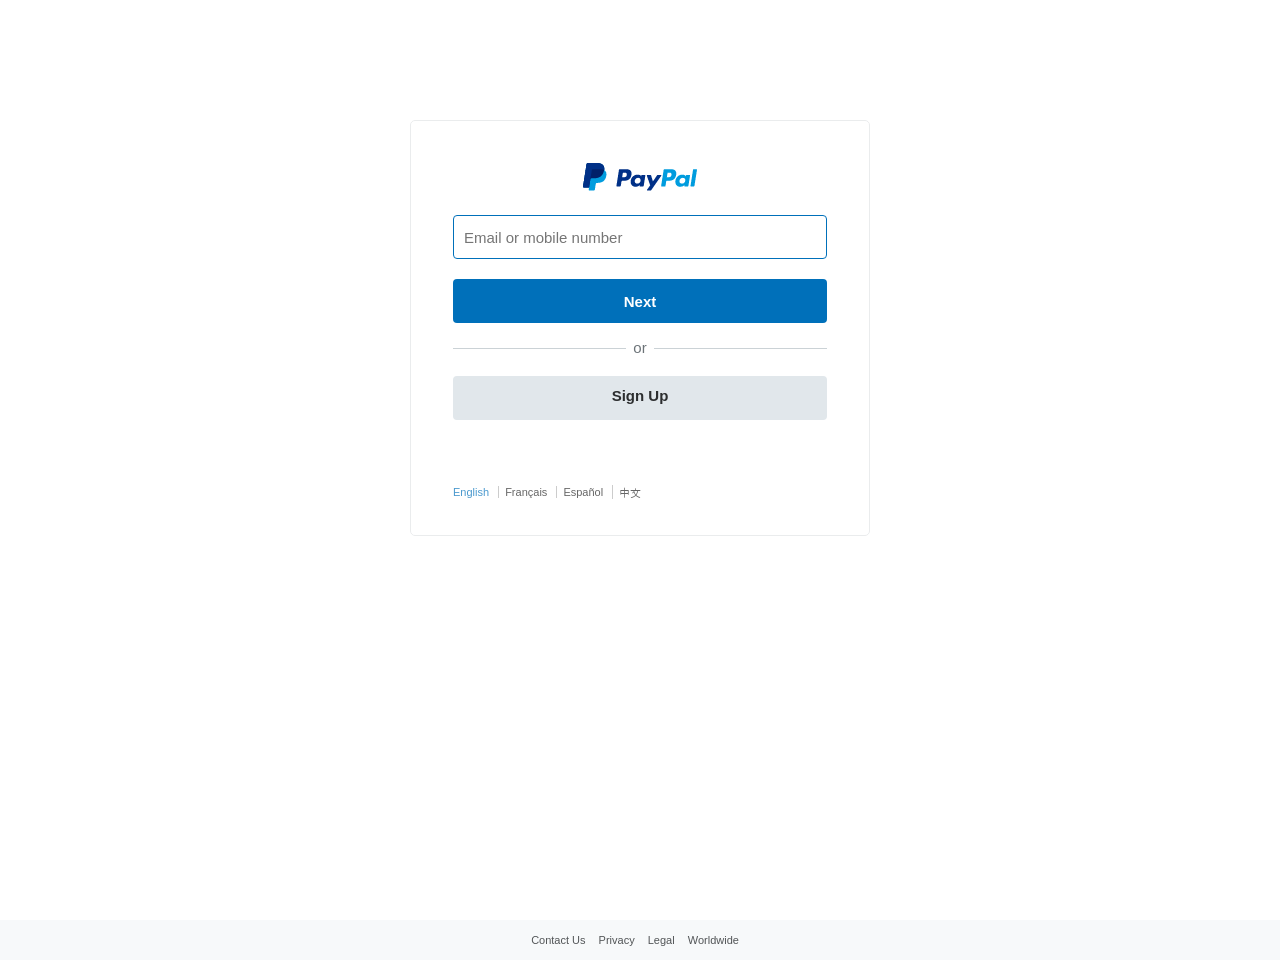 PayPal
Email or mobile number
Next
or
Sign Up
English Français Español 中文
Contact Us Privacy Legal Worldwide